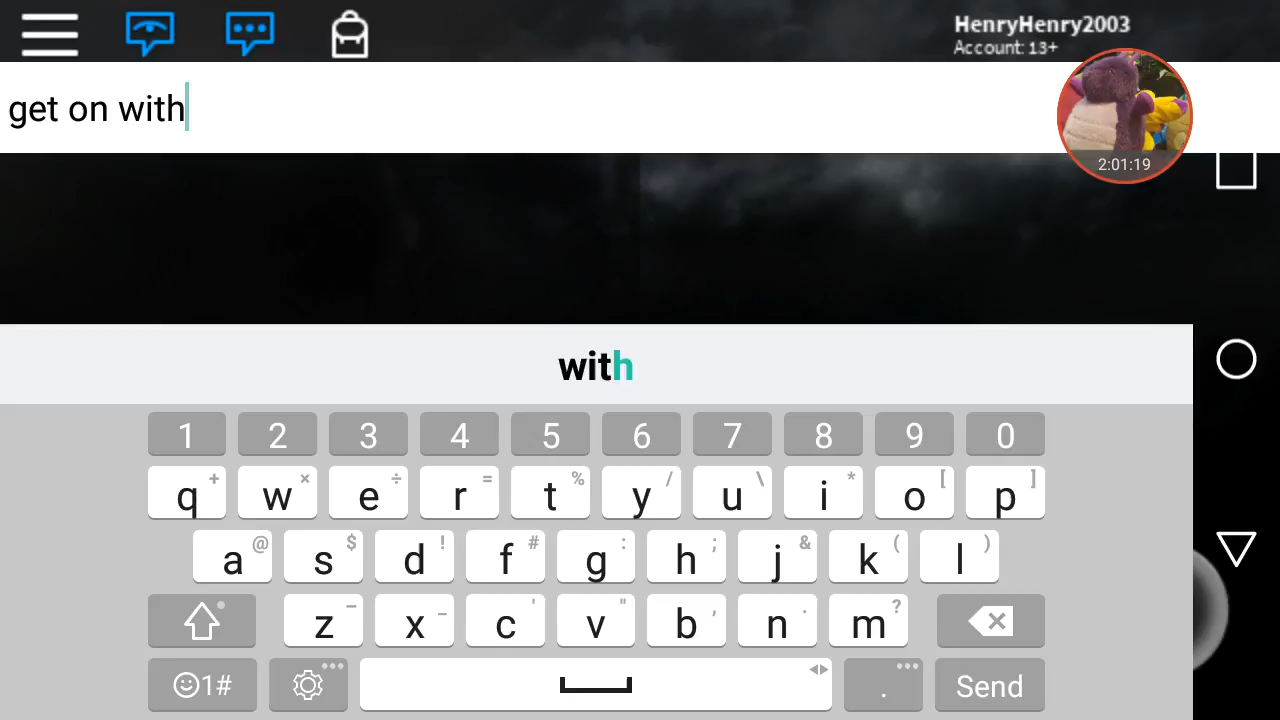 HenryHenry2003
Account: 13+
get on with
2:01:19
with
1 2 3 4 5 6 7 8 9 0
q + w × e ÷ r = t % y / u \ i * o [ p ]
a @ s $ d ! f # g : h ; j & k ( l )
z – x _ c ' v " b , n . m ?
1# . Send